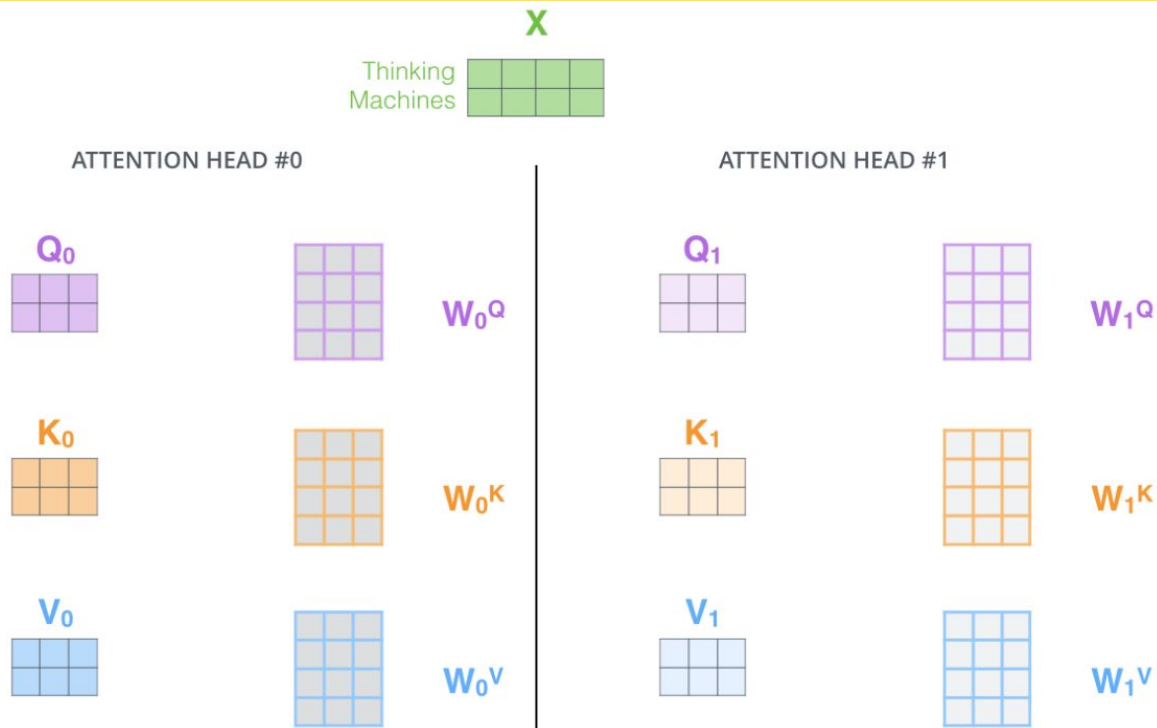 X
Thinking
Machines
ATTENTION HEAD #0
ATTENTION HEAD #1
Q₀
W₀Q
Q₁
W₁Q
K₀
W₀K
K₁
W₁K
V₀
W₀V
V₁
W₁V